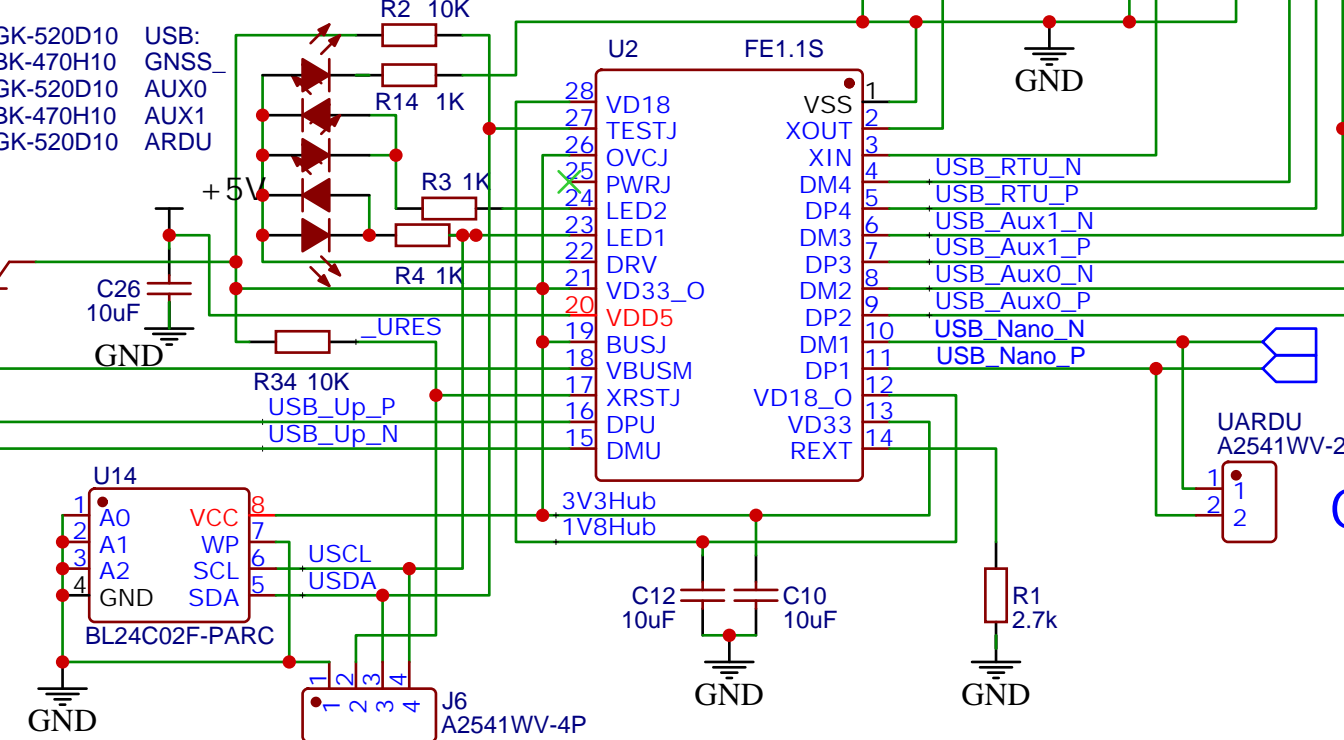 R2 10K
GK-520D10 USB:
BK-470H10 GNSS_
GK-520D10 AUX0
BK-470H10 AUX1
GK-520D10 ARDU
R14 1K
+5V
R3 1K
R4 1K
C26
10uF
GND
_URES
R34 10K
USB_Up_P
USB_Up_N
U2 FE1.1S
28 VD18
27 TESTJ
26 OVCJ
25 PWRJ
24 LED2
23 LED1
22 DRV
21 VD33_O
20 VDD5
19 BUSJ
18 VBUSM
17 XRSTJ
16 DPU
15 DMU
VSS 1
XOUT 2
XIN 3
DM4 4 USB_RTU_N
DP4 5 USB_RTU_P
DM3 6 USB_Aux1_N
DP3 7 USB_Aux1_P
DM2 8 USB_Aux0_N
DP2 9 USB_Aux0_P
DM1 10 USB_Nano_N
DP1 11 USB_Nano_P
VD18_O 12
VD33 13
REXT 14
GND
UARDU
A2541WV-2
1 1
2 2
3V3Hub
1V8Hub
C12
10uF
C10
10uF
GND
R1
2.7k
GND
U14
1 A0
2 A1
3 A2
4 GND
VCC 8
WP 7
SCL 6
SDA 5
USCL
USDA
BL24C02F-PARC
GND
1 2 3 4
1 2 3 4
J6
A2541WV-4P